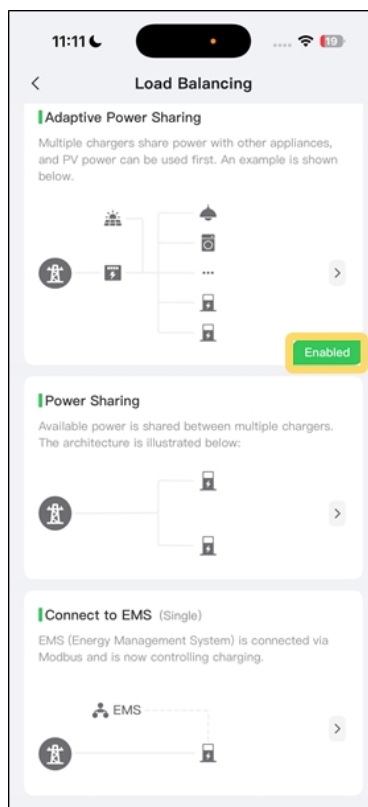 11:11
19
Load Balancing
Adaptive Power Sharing
Multiple chargers share power with other appliances,
and PV power can be used first. An example is shown
below.
...
Enabled
Power Sharing
Available power is shared between multiple chargers.
The architecture is illustrated below:
Connect to EMS (Single)
EMS (Energy Management System) is connected via
Modbus and is now controlling charging.
EMS